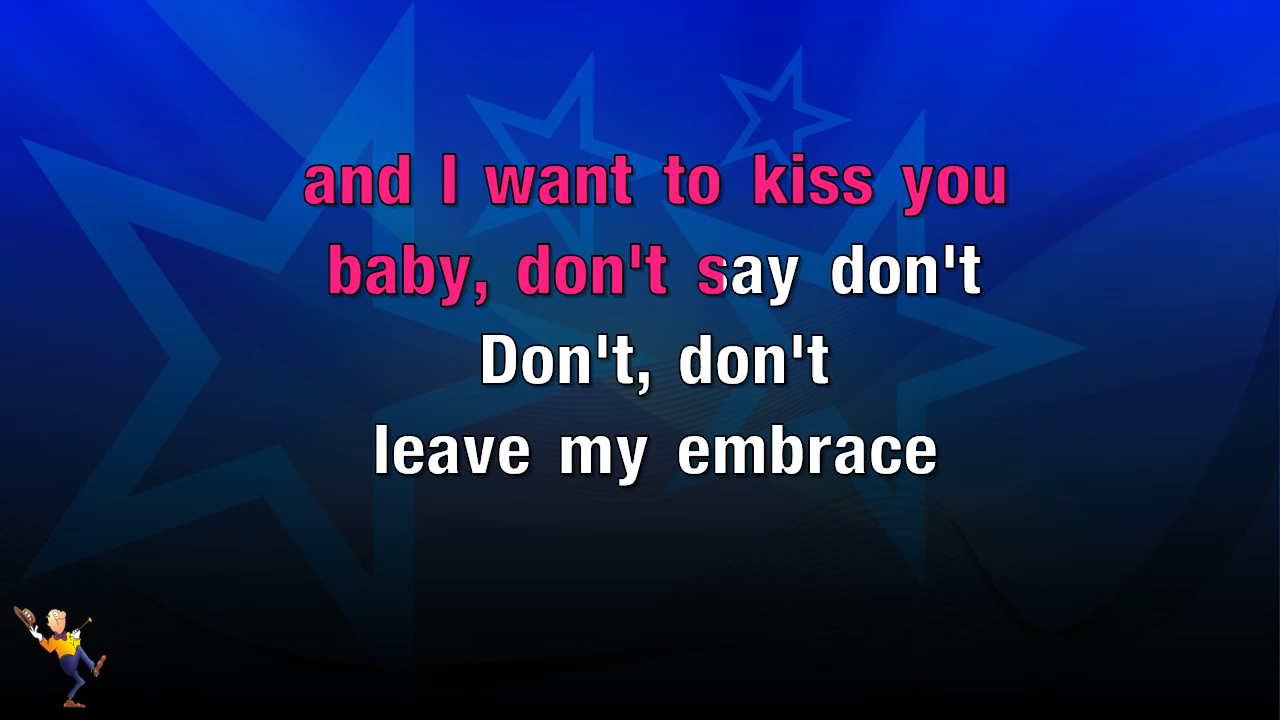 and I want to kiss you
baby, don't say don't
Don't, don't
leave my embrace